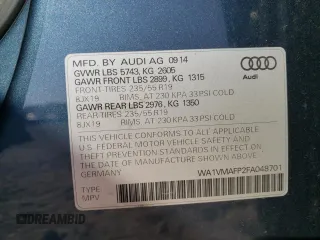 MFD. BY AUDI AG 09 14
GVWR LBS 5743, KG 2605
GAWR FRONT LBS 2899, KG 1315
FRONT TIRES 235/55 R19
8JX19 RIMS, AT 230 KPA 33 PSI COLD
GAWR REAR LBS 2976, KG 1350
REAR TIRES 235/55 R19
8JX19 RIMS, AT 230 KPA 33 PSI COLD
Audi
THIS VEHICLE CONFORMS TO ALL APPLICABLE
U.S. FEDERAL MOTOR VEHICLE SAFETY, BUMPER,
AND THEFT PREVENTION STANDARDS IN EFFECT
ON THE DATE OF MANUFACTURE SHOWN ABOVE.
TYPE:
MPV
WA1VMAFP2FA049701
DREAMBID